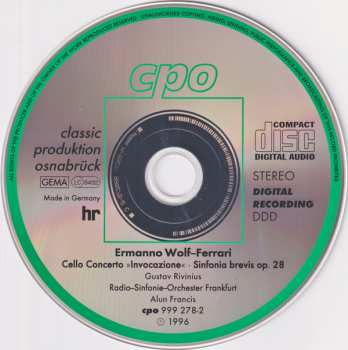 cpo
classic
produktion
osnabrück
GEMA LC 8492
Made in Germany
hr
COMPACT
disc
DIGITAL AUDIO
STEREO
DIGITAL
RECORDING
DDD
Ermanno Wolf–Ferrari
Cello Concerto »Invocazione« · Sinfonia brevis op. 28
Gustav Rivinius
Radio–Sinfonie–Orchester Frankfurt
Alun Francis
cpo 999 278–2
Ⓟ 1996